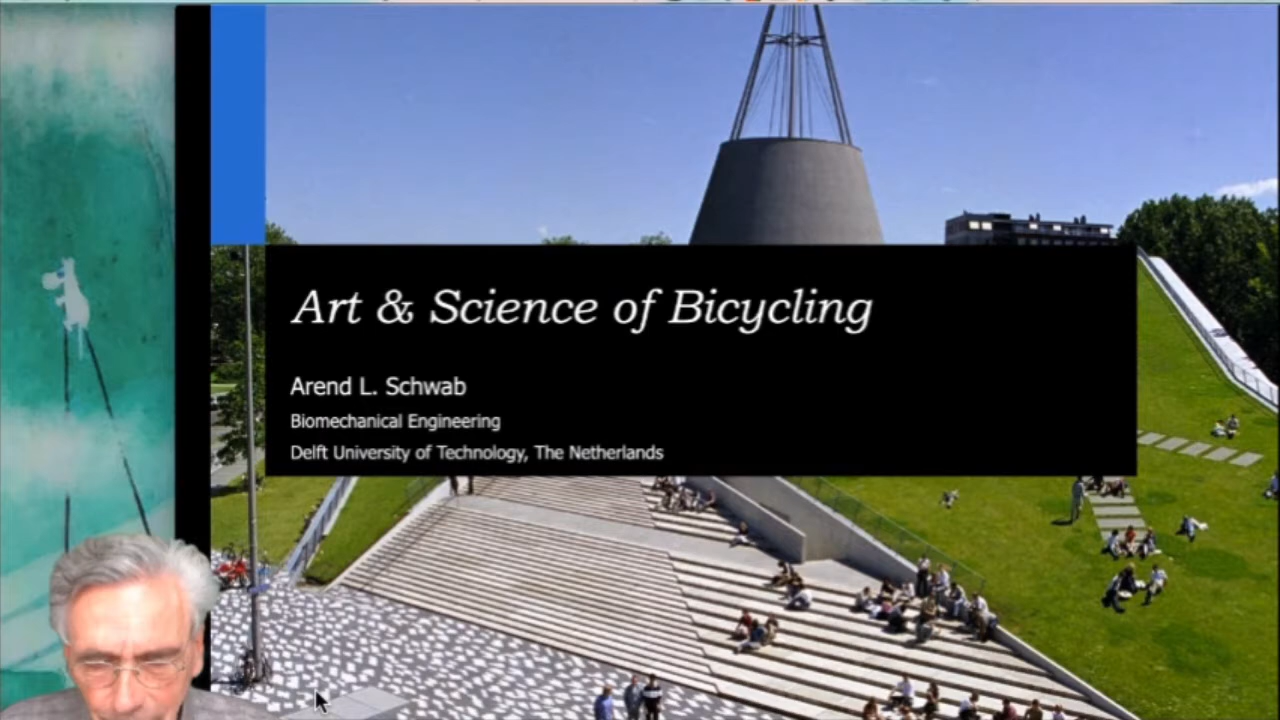 Art & Science of Bicycling
Arend L. Schwab
Biomechanical Engineering
Delft University of Technology, The Netherlands